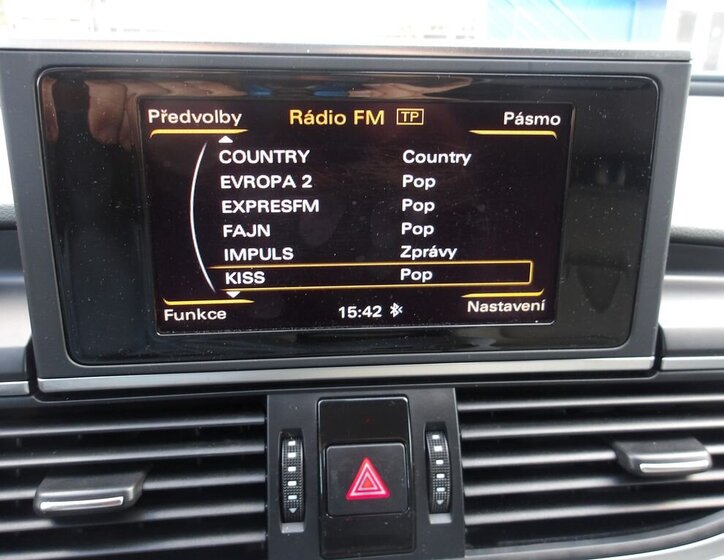 Předvolby Rádio FM TP Pásmo
COUNTRY Country
EVROPA 2 Pop
EXPRESFM Pop
FAJN Pop
IMPULS Zprávy
KISS Pop
Funkce 15:42 Nastavení